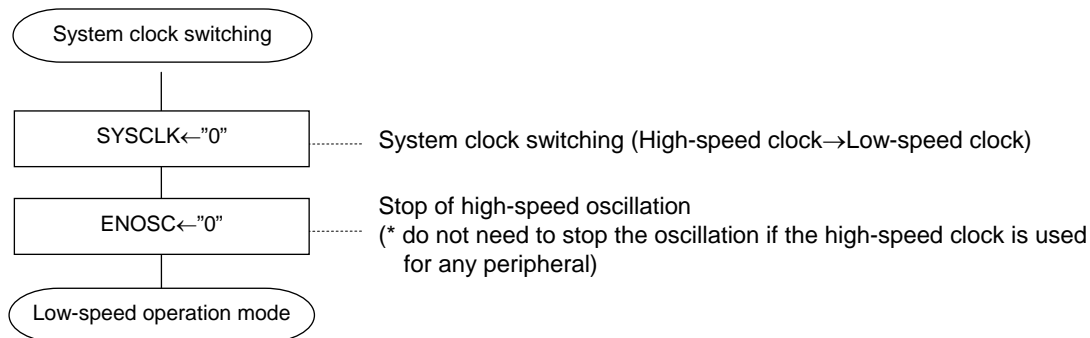 System clock switching
SYSCLK←”0”
System clock switching (High-speed clock→Low-speed clock)
ENOSC←”0”
Stop of high-speed oscillation
(* do not need to stop the oscillation if the high-speed clock is used
for any peripheral)
Low-speed operation mode